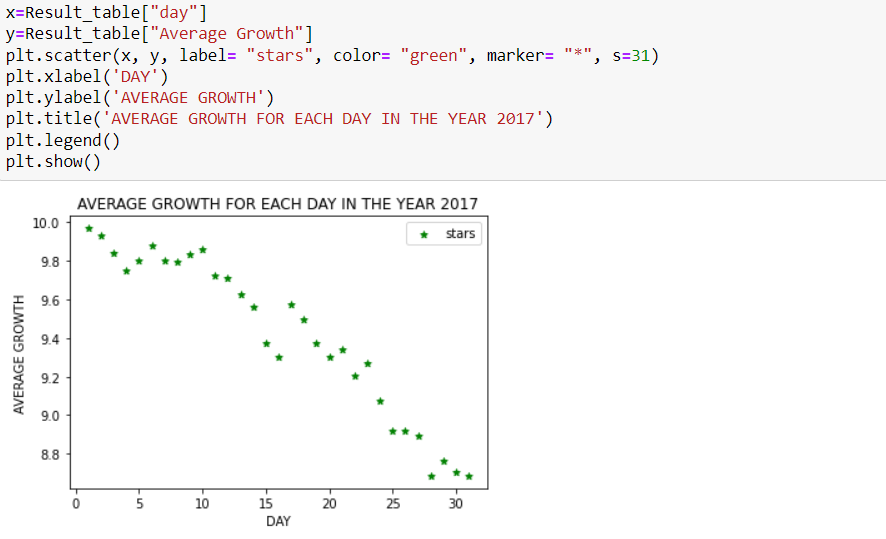 x=Result_table["day"]
y=Result_table["Average Growth"]
plt.scatter(x, y, label= "stars", color= "green", marker= "*", s=31)
plt.xlabel('DAY')
plt.ylabel('AVERAGE GROWTH')
plt.title('AVERAGE GROWTH FOR EACH DAY IN THE YEAR 2017')
plt.legend()
plt.show()
AVERAGE GROWTH FOR EACH DAY IN THE YEAR 2017
stars
10.0
9.8
9.6
9.4
9.2
9.0
8.8
AVERAGE GROWTH
0 5 10 15 20 25 30
DAY